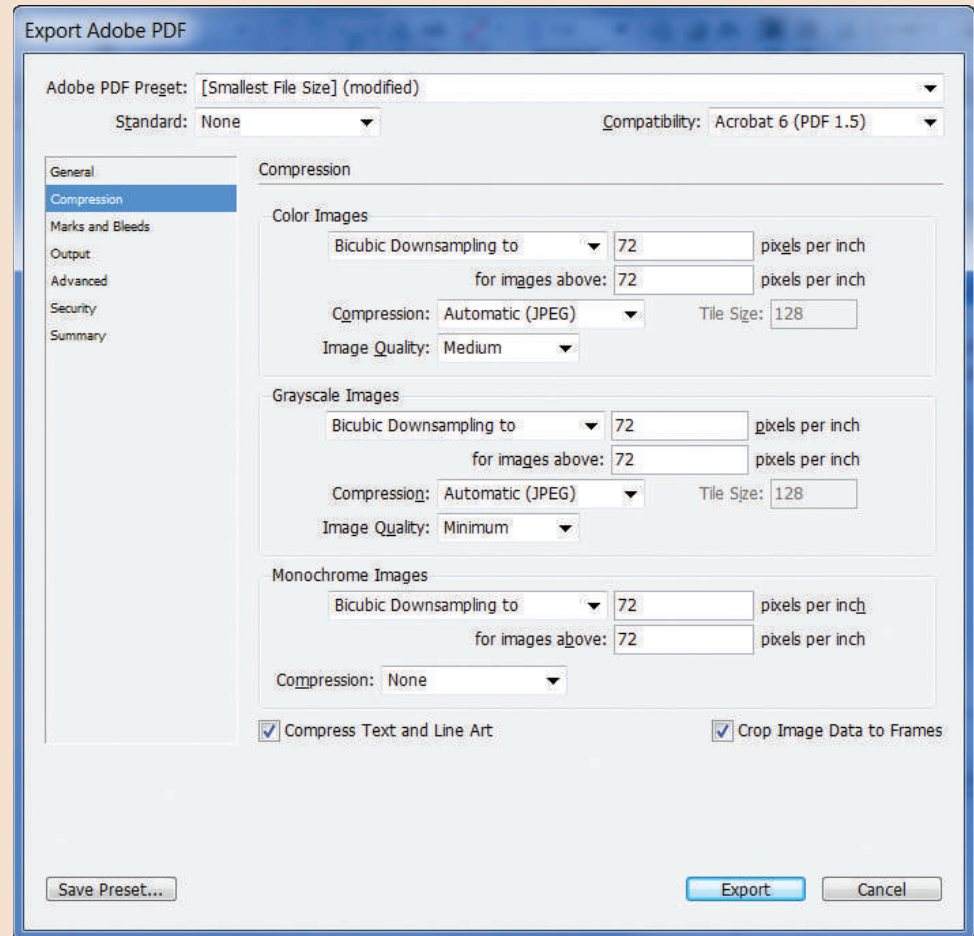 Export Adobe PDF
Adobe PDF Preset: [Smallest File Size] (modified)
Standard: None Compatibility: Acrobat 6 (PDF 1.5)
General
Compression
Marks and Bleeds
Output
Advanced
Security
Summary
Compression
Color Images
Bicubic Downsampling to 72 pixels per inch
for images above: 72 pixels per inch
Compression: Automatic (JPEG) Tile Size: 128
Image Quality: Medium
Grayscale Images
Bicubic Downsampling to 72 pixels per inch
for images above: 72 pixels per inch
Compression: Automatic (JPEG) Tile Size: 128
Image Quality: Minimum
Monochrome Images
Bicubic Downsampling to 72 pixels per inch
for images above: 72 pixels per inch
Compression: None
Compress Text and Line Art Crop Image Data to Frames
Save Preset... Export Cancel